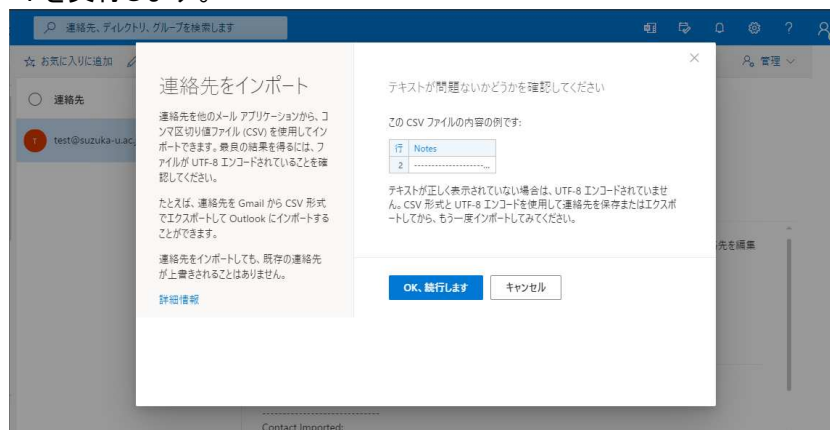 連絡先、ディレクトリ、グループを検索します
お気に入りに追加
管理
連絡先
test@suzuka-u.ac.
連絡先をインポート
連絡先を他のメール アプリケーションから、コ
ンマ区切り値ファイル (CSV) を使用してイン
ポートできます。最良の結果を得るには、フ
ァイルが UTF-8 エンコードされていることを確
認してください。
たとえば、連絡先を Gmail から CSV 形式
でエクスポートして Outlook にインポートする
ことができます。
連絡先をインポートしても、既存の連絡先
が上書きされることはありません。
詳細情報
テキストが問題ないかどうかを確認してください
この CSV ファイルの内容の例です:
行 Notes
2 -------------------...
テキストが正しく表示されていない場合は、UTF-8 エンコードされていませ
ん。CSV 形式と UTF-8 エンコードを使用して連絡先を保存またはエクスポ
ートしてから、もう一度インポートしてみてください。
OK、続行します キャンセル
先を編集
----------------------------
Contact Imported: